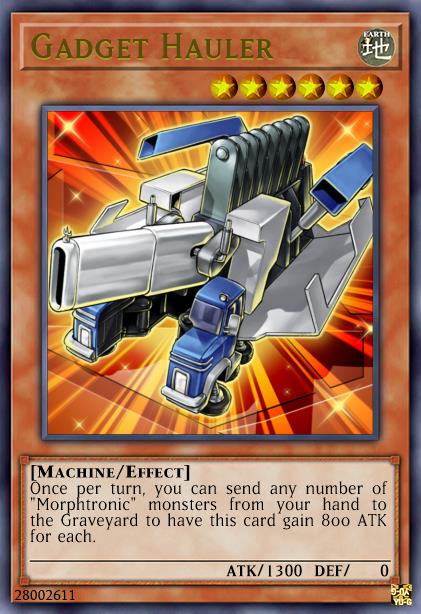 GADGET HAULER
EARTH
地
[MACHINE/EFFECT]
Once per turn, you can send any number of
"Morphtronic" monsters from your hand to
the Graveyard to have this card gain 800 ATK
for each.
ATK/1300 DEF/ 0
28002611